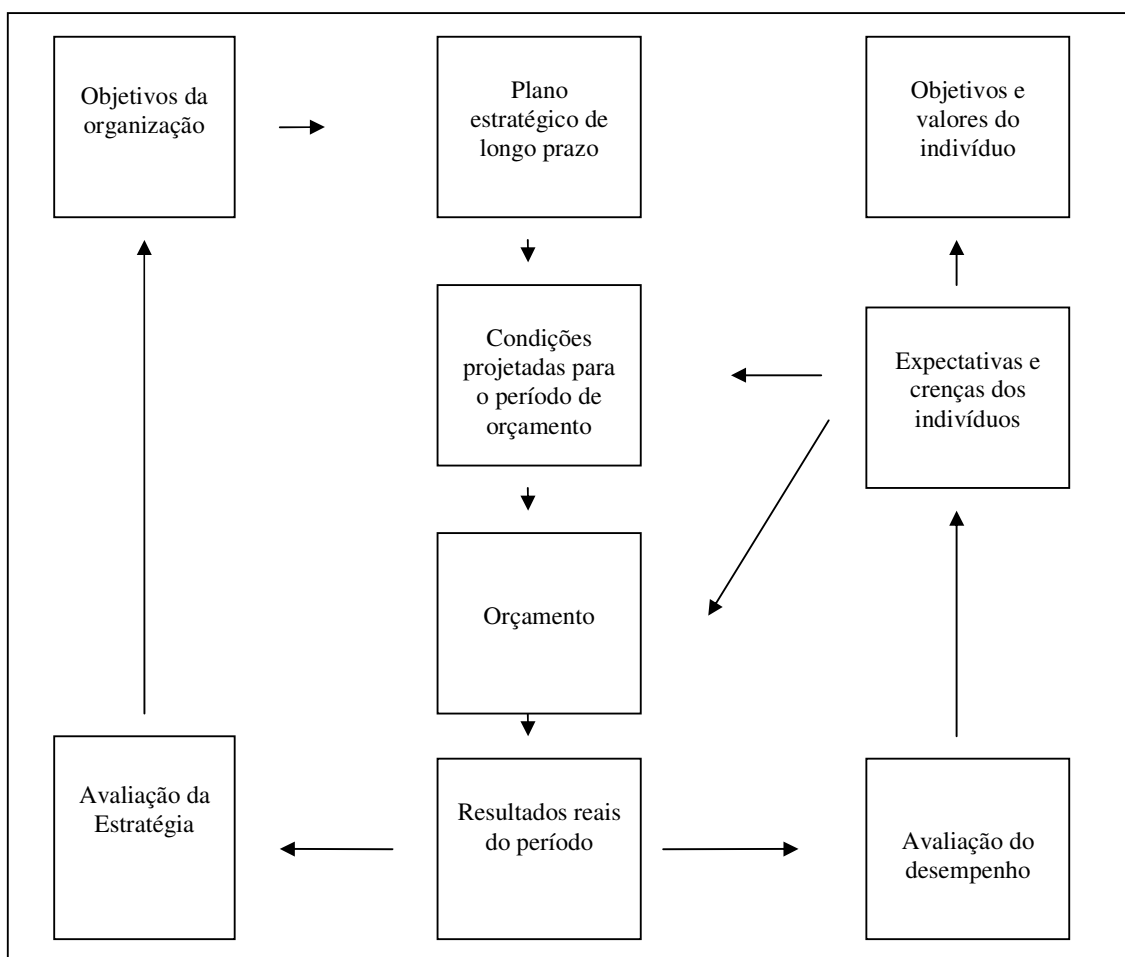 Objetivos da
organização
Plano
estratégico de
longo prazo
Objetivos e
valores do
indivíduo
Condições
projetadas para
o período de
orçamento
Expectativas e
crenças dos
indivíduos
Orçamento
Avaliação da
Estratégia
Resultados reais
do período
Avaliação do
desempenho